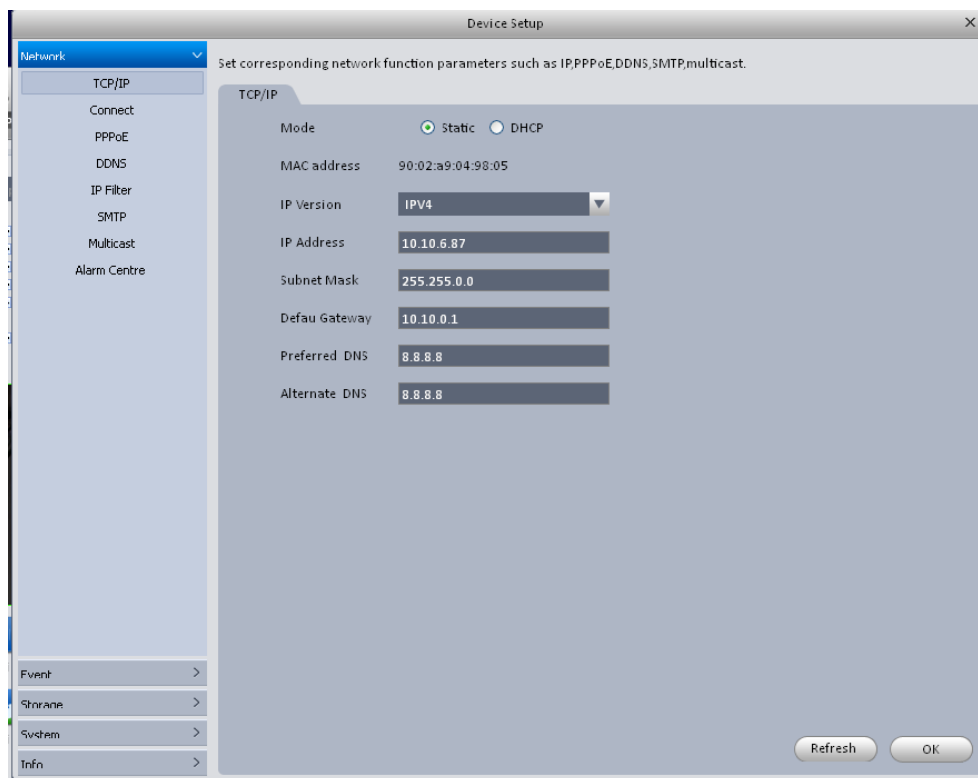 Device Setup
Network
TCP/IP
Connect
PPPoE
DDNS
IP Filter
SMTP
Multicast
Alarm Centre
Event
Storage
System
Info
Set corresponding network function parameters such as IP,PPPoE,DDNS,SMTP,multicast.
TCP/IP
Mode Static DHCP
MAC address 90:02:a9:04:98:05
IP Version IPV4
IP Address 10.10.6.87
Subnet Mask 255.255.0.0
Defau Gateway 10.10.0.1
Preferred DNS 8.8.8.8
Alternate DNS 8.8.8.8
Refresh OK